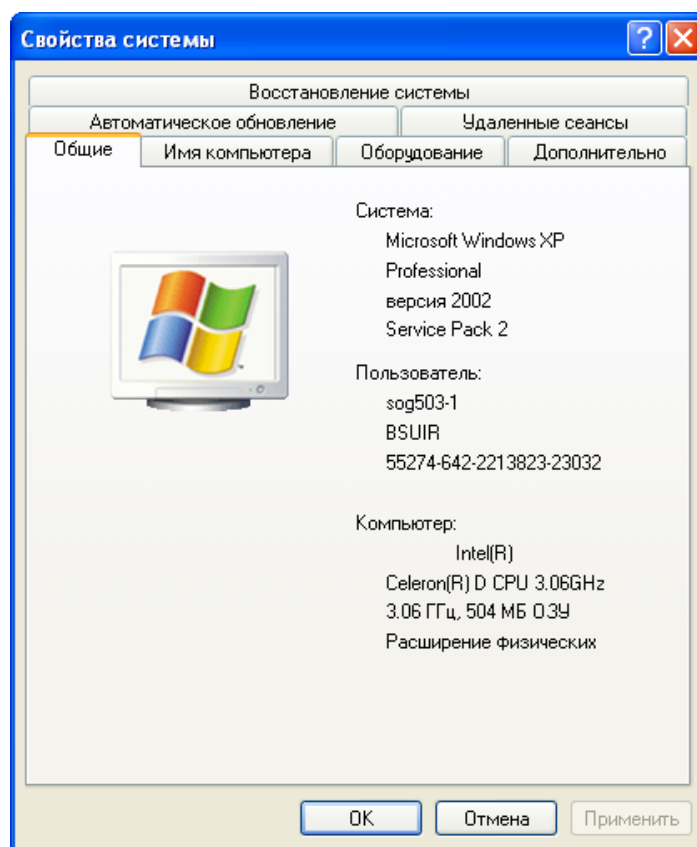 Свойства системы
Восстановление системы
Автоматическое обновление
Удаленные сеансы
Общие
Имя компьютера
Оборудование
Дополнительно
Система:
Microsoft Windows XP
Professional
версия 2002
Service Pack 2
Пользователь:
sog503-1
BSUIR
55274-642-2213823-23032
Компьютер:
Intel(R)
Celeron(R) D CPU 3.06GHz
3.06 ГГц, 504 МБ ОЗУ
Расширение физических
OK
Отмена
Применить